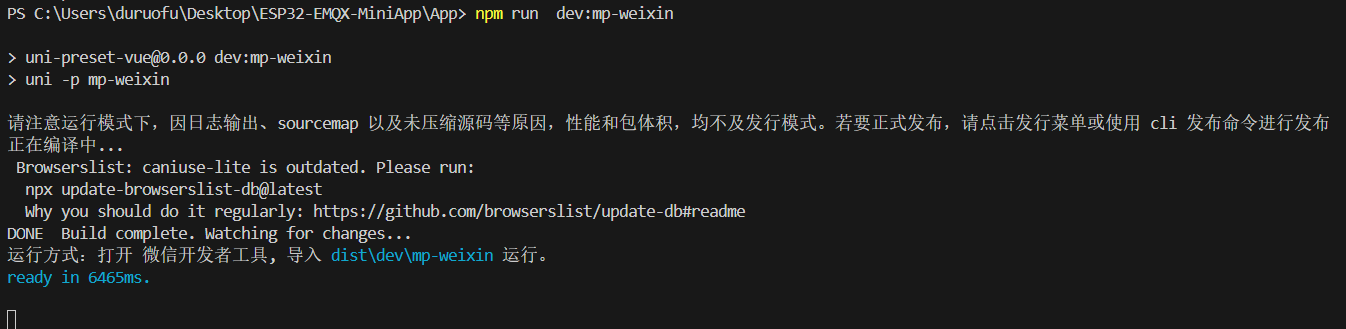 PS C:\Users\duruofu\Desktop\ESP32-EMQX-MiniApp\App> npm run  dev:mp-weixin
> uni-preset-vue@0.0.0 dev:mp-weixin
> uni -p mp-weixin
请注意运行模式下，因日志输出、sourcemap 以及未压缩源码等原因，性能和包体积，均不及发行模式。若要正式发布，请点击发行菜单或使用 cli 发布命令进行发布
正在编译中...
Browserslist: caniuse-lite is outdated. Please run:
npx update-browserslist-db@latest
Why you should do it regularly: https://github.com/browserslist/update-db#readme
DONE  Build complete. Watching for changes...
运行方式：打开 微信开发者工具, 导入 dist\dev\mp-weixin 运行。
ready in 6465ms.